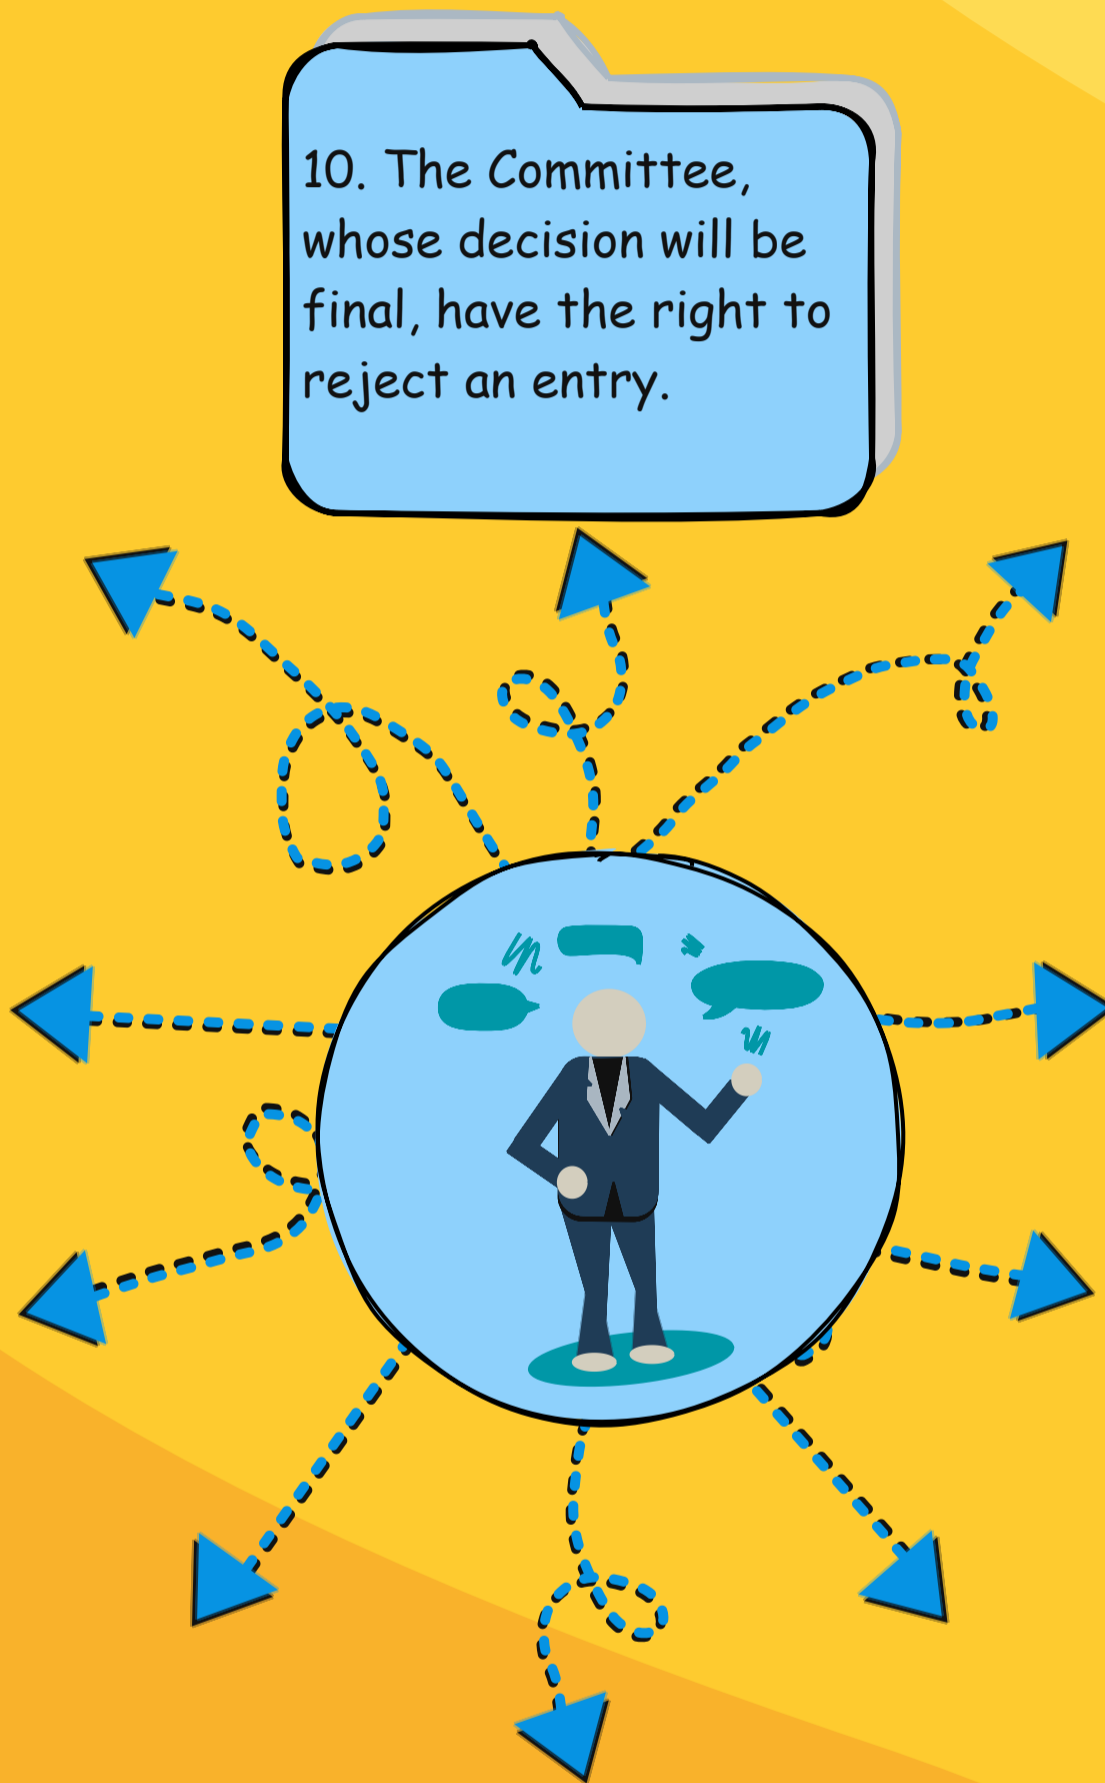 10. The Committee,
whose decision will be
final, have the right to
reject an entry.